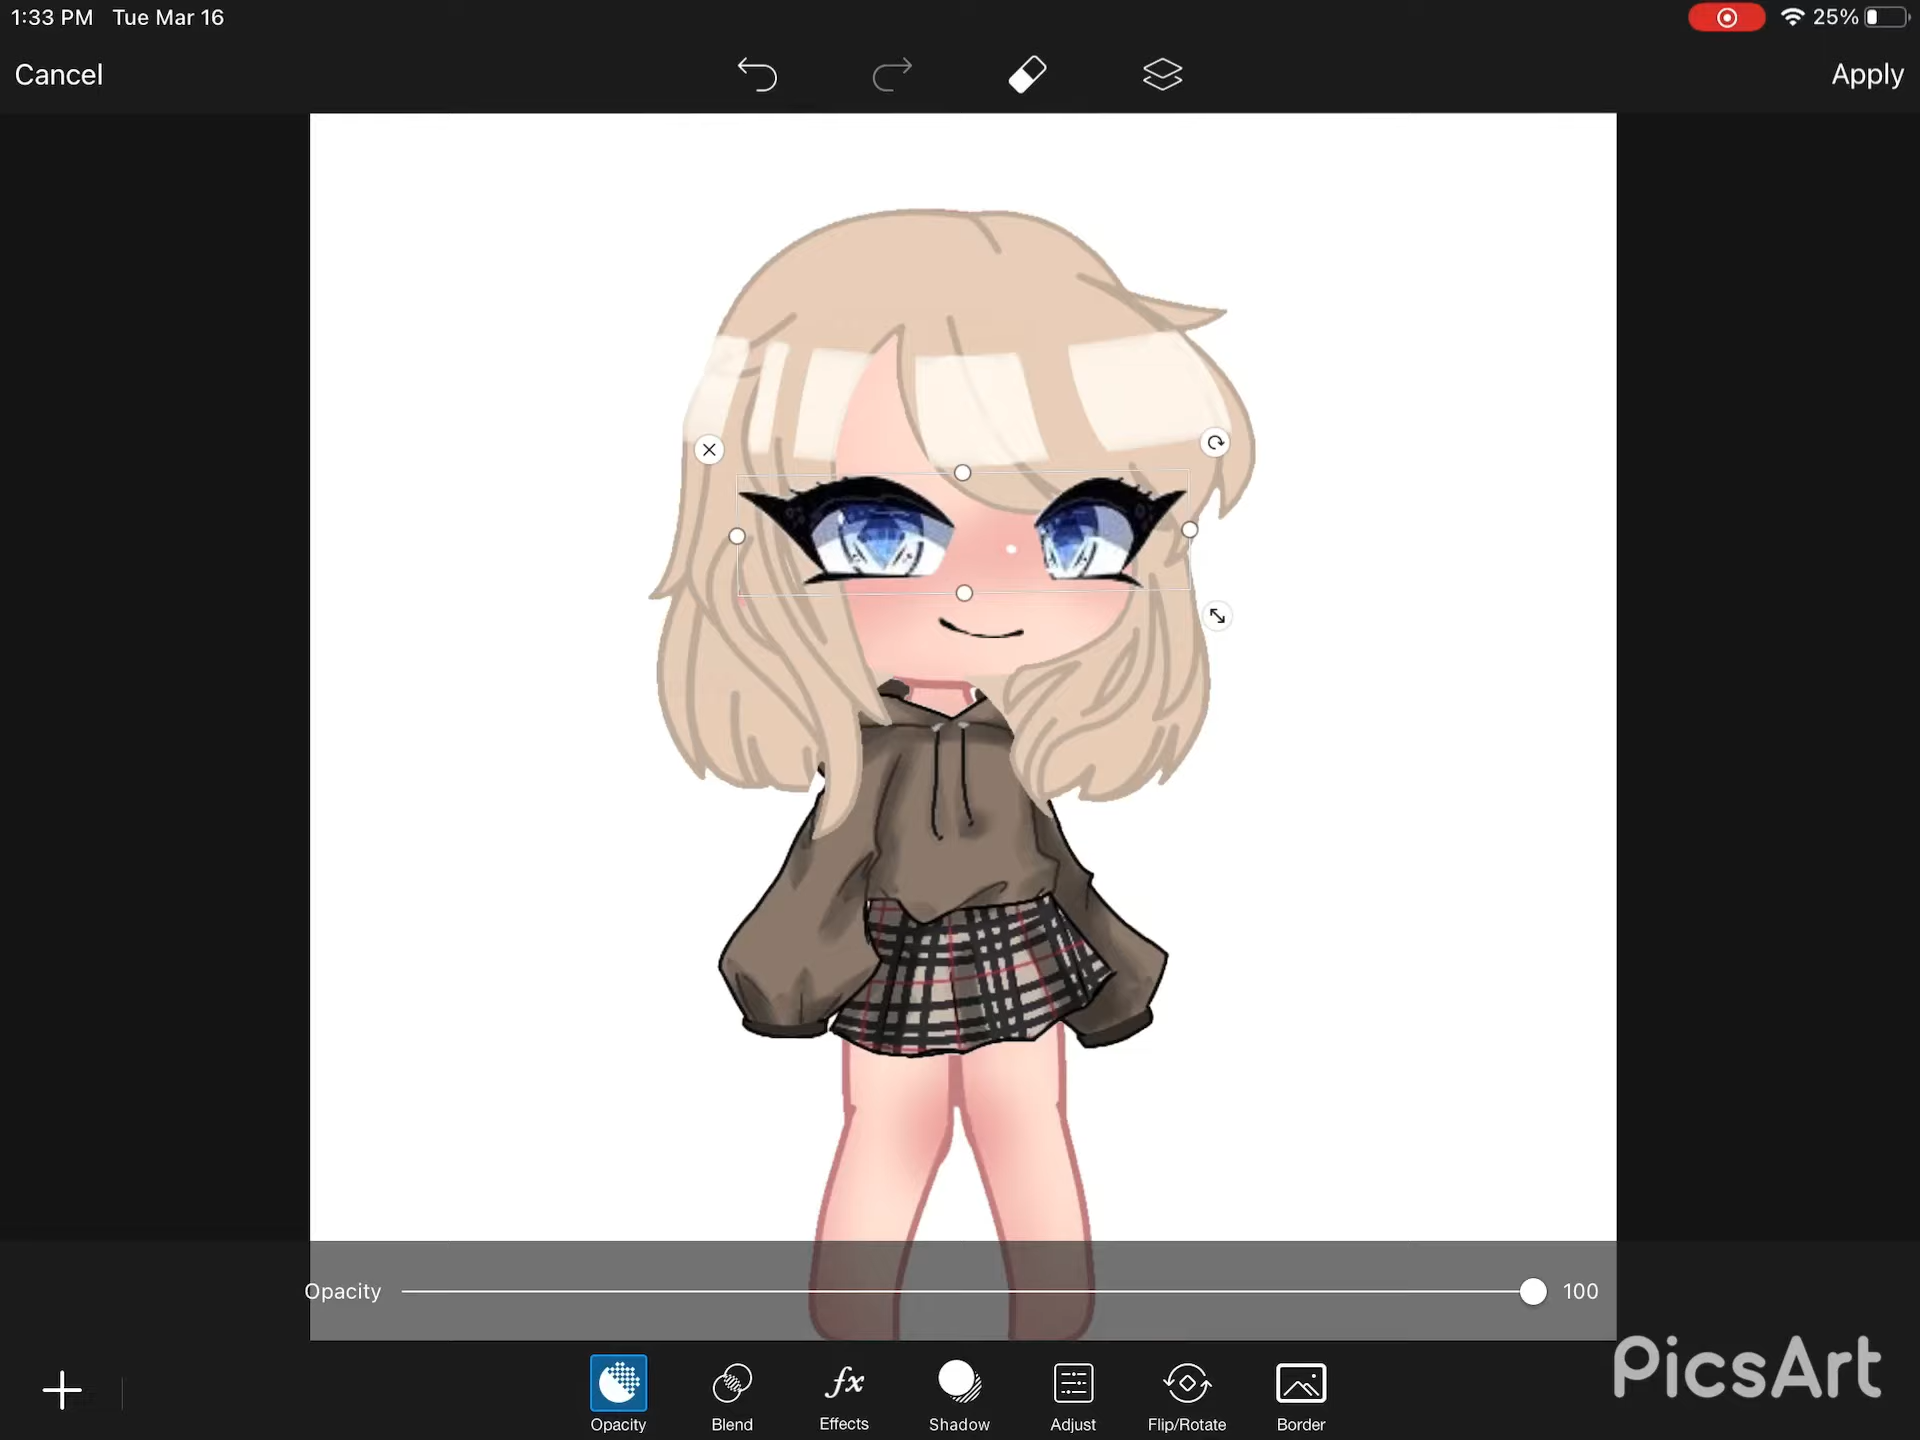 1:33 PM Tue Mar 16
25%
Cancel
Apply
Opacity
100
PicsArt
Opacity
Blend
fx
Effects
Shadow
Adjust
Flip/Rotate
Border